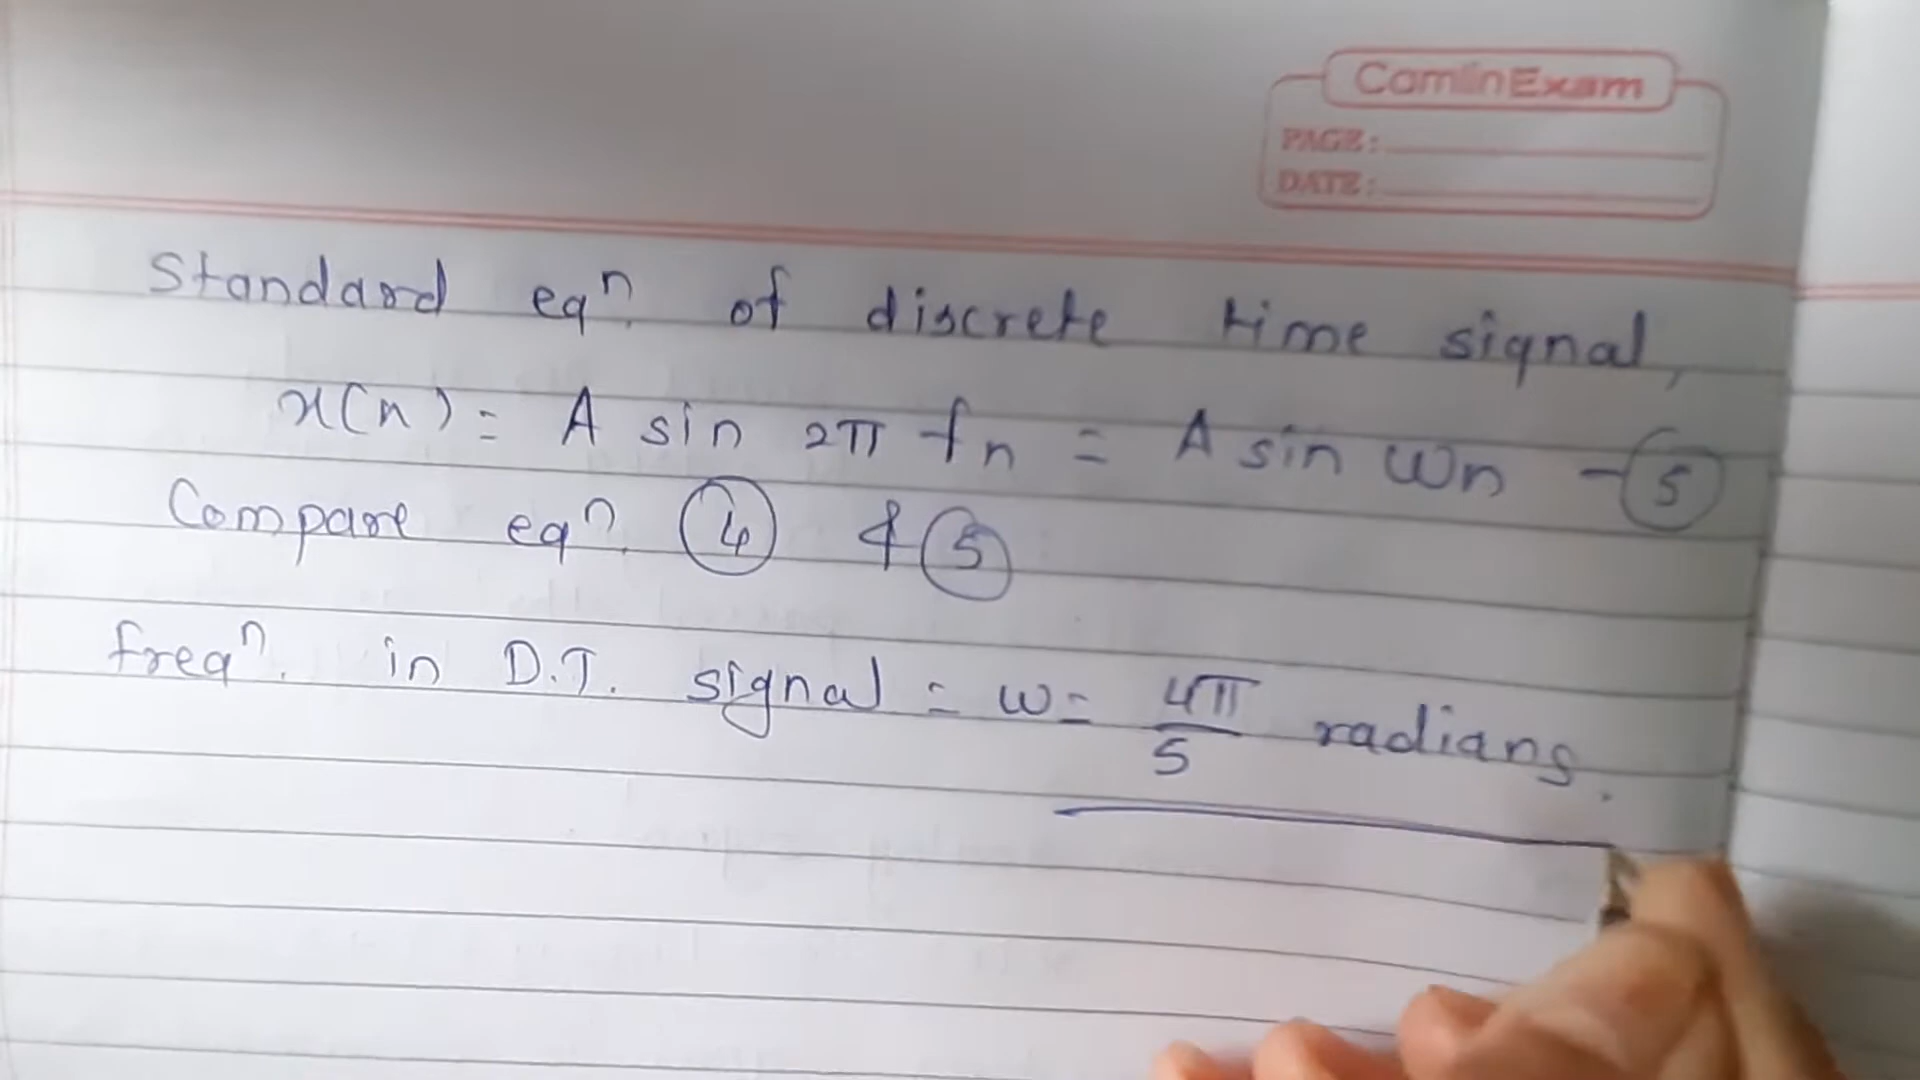 CamlinExam
PAGE:
DATE:
Standard eqⁿ. of discrete time signal,
x(n) = A sin 2π fn = A sin ωn - ⑤
Compare eqⁿ. ④ & ⑤
freqⁿ. in D.T. signal = ω = 4π/5 radians.